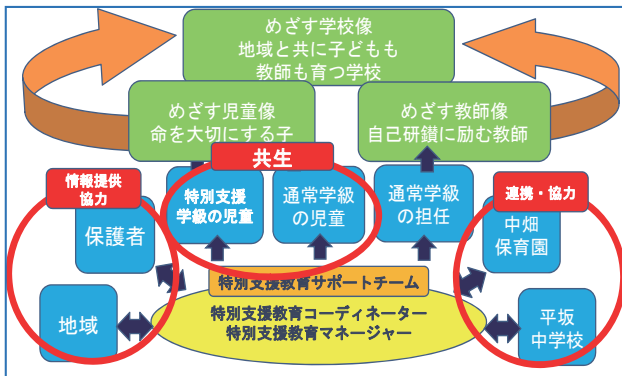 めざす学校像
地域と共に子どもも
教師も育つ学校
めざす児童像
命を大切にする子
めざす教師像
自己研鑽に励む教師
共生
情報提供
協力
特別支援
学級の児童
通常学級
の児童
通常学級
の担任
連携・協力
保護者
中畑
保育園
特別支援教育サポートチーム
地域
特別支援教育コーディネーター
特別支援教育マネージャー
平坂
中学校